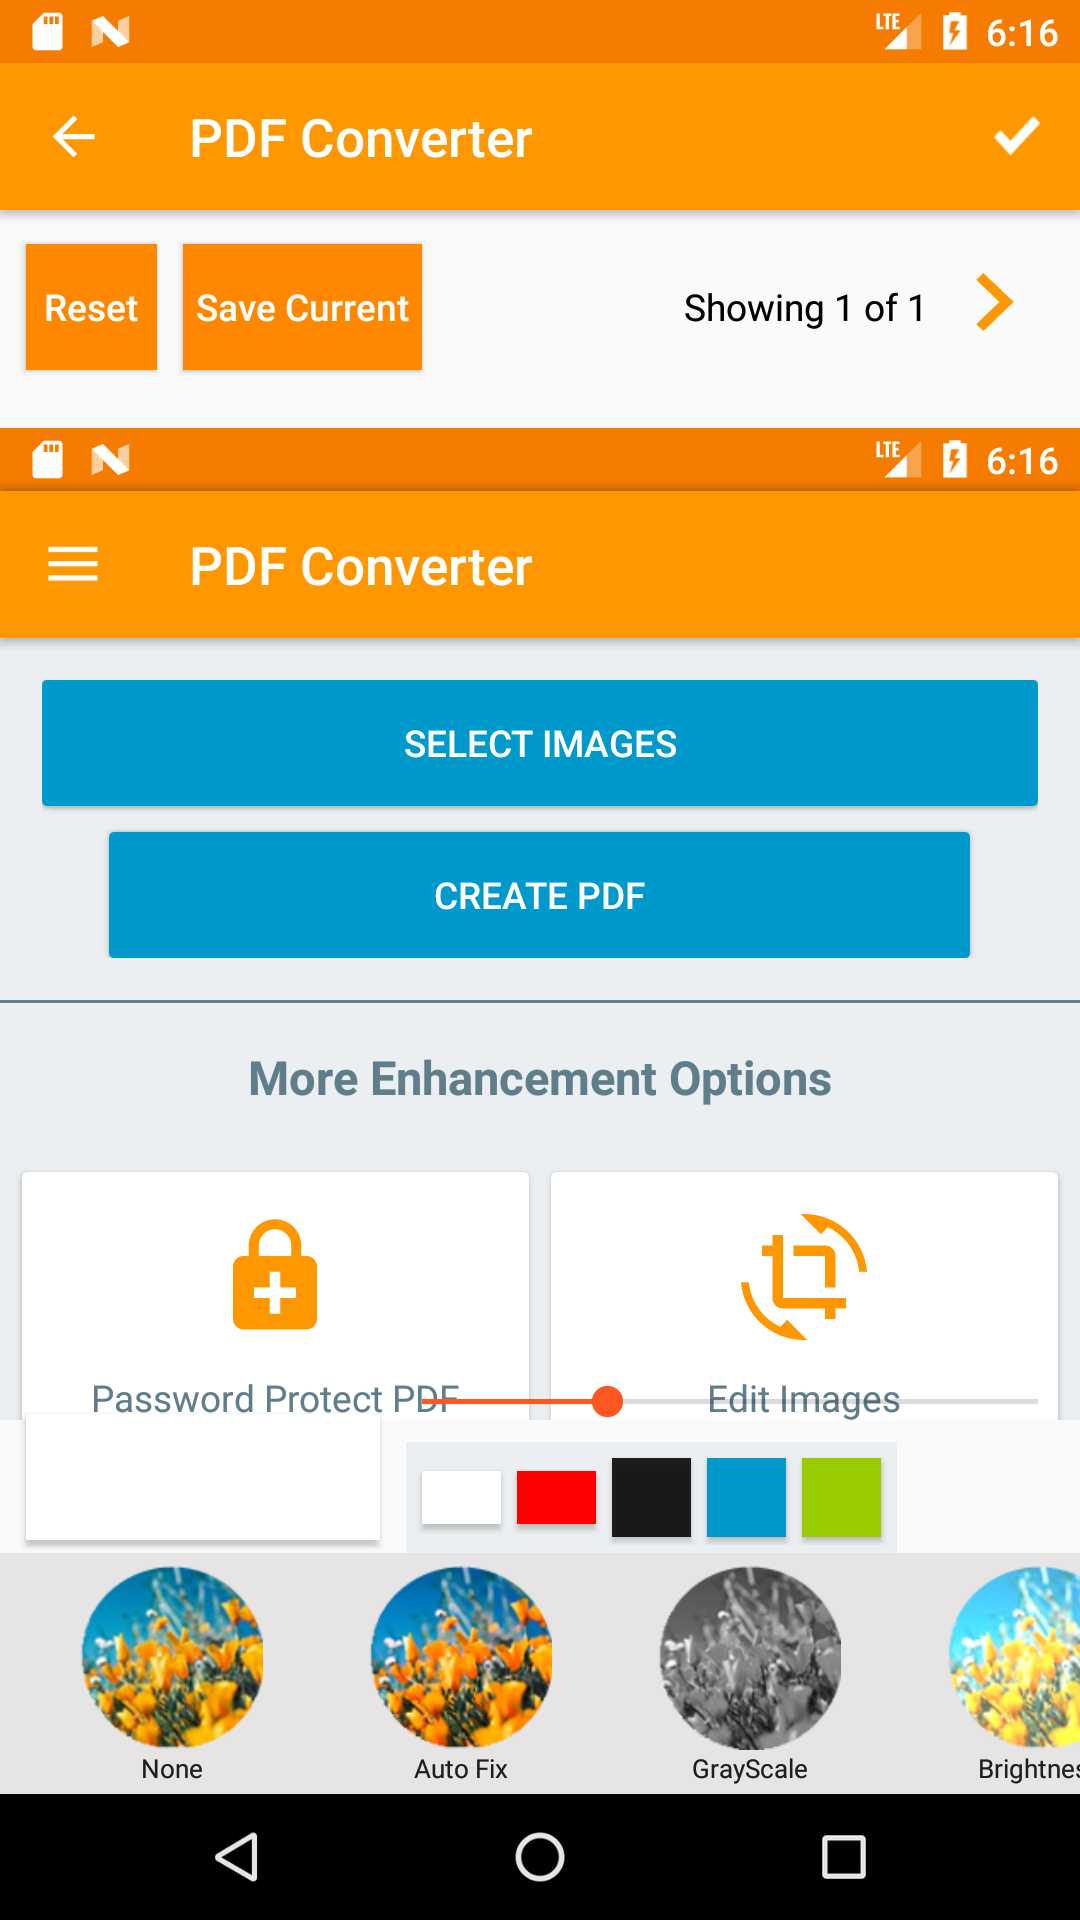 LTE 6:16
PDF Converter
Reset Save Current Showing 1 of 1
LTE 6:16
PDF Converter
SELECT IMAGES
CREATE PDF
More Enhancement Options
Password Protect PDF Edit Images
None Auto Fix GrayScale Brightnes